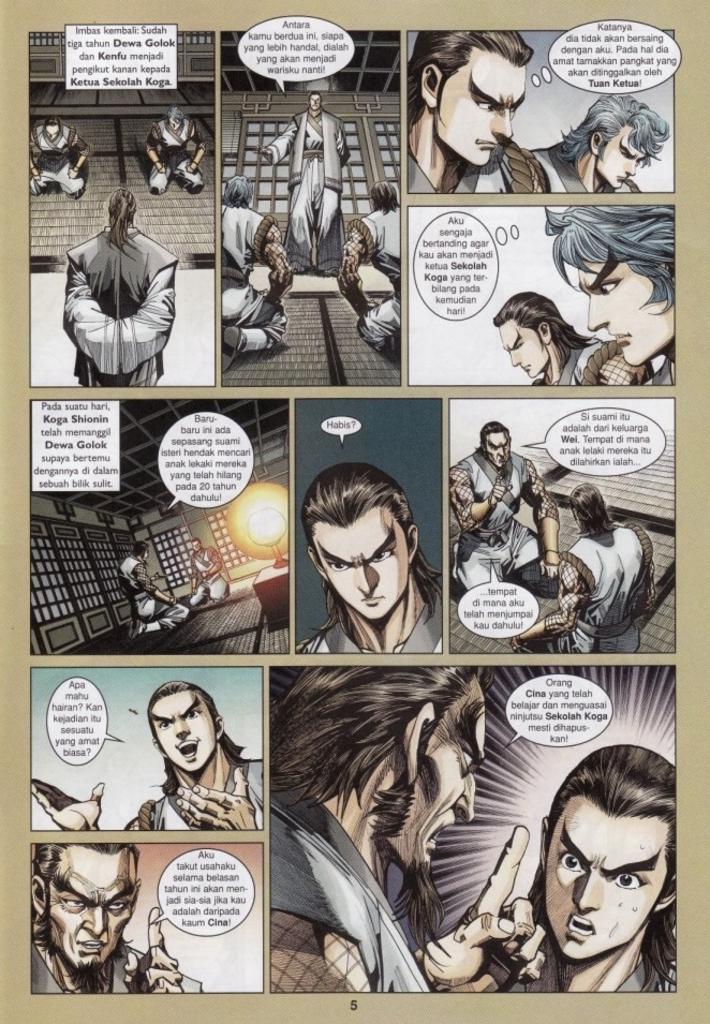 Imbas kembali: Sudah
tiga tahun Dewa Golok
dan Kenfu menjadi
pengikut kanan kepada
Ketua Sekolah Koga.
Antara
kamu berdua ini, siapa
yang lebih handal, dialah
yang akan menjadi
warisku nanti!
Katanya
dia tidak akan bersaing
dengan aku. Pada hal dia
amat tamakkan pangkat yang
akan ditinggalkan oleh
Tuan Ketua!
Aku
sengaja
bertanding agar
kau akan menjadi
ketua Sekolah
Koga yang ter-
bilang pada
kemudian
hari!
Pada suatu hari,
Koga Shionin
telah memanggil
Dewa Golok
supaya bertemu
dengannya di dalam
sebuah bilik sulit.
Baru-
baru ini ada
sepasang suami
isteri hendak mencari
anak lelaki mereka
yang telah hilang
pada 20 tahun
dahulu!
Habis?
Si suami itu
adalah dari keluarga
Wei. Tempat di mana
anak lelaki mereka itu
dilahirkan ialah...
...tempat
di mana aku
telah menjumpai
kau dahulu!
Apa
mahu
hairan? Kan
kejadian itu
sesuatu
yang amat
biasa?
Orang
Cina yang telah
belajar dan menguasai
ninjutsu Sekolah Koga
mesti dihapus-
kan!
Aku
takut usahaku
selama belasan
tahun ini akan men-
jadi sia-sia jika kau
adalah daripada
kaum Cina!
5